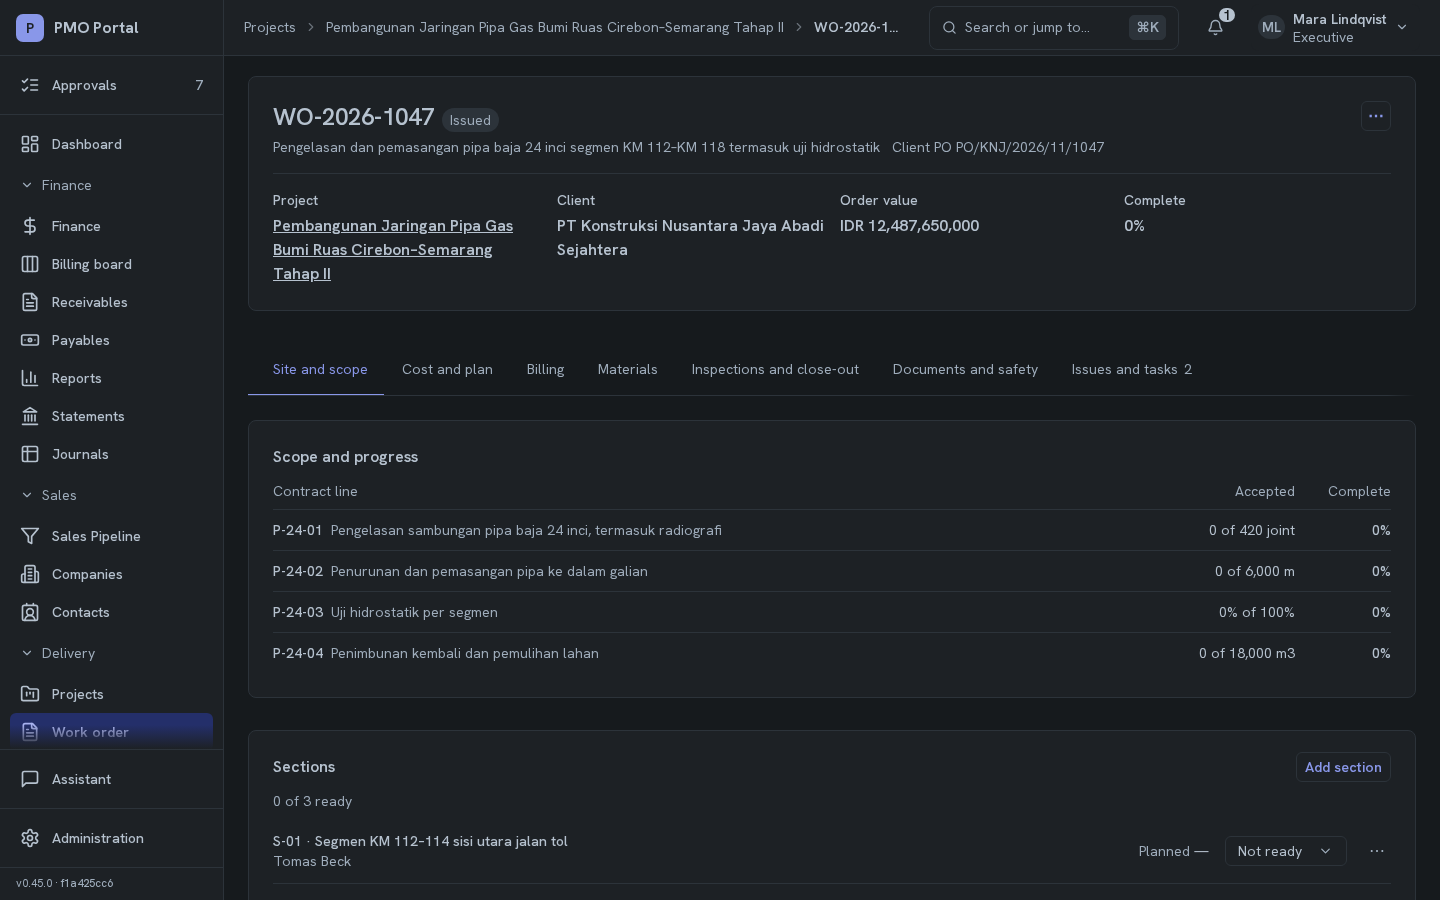 P PMO Portal
Projects
Pembangunan Jaringan Pipa Gas Bumi Ruas Cirebon–Semarang Tahap II
WO-2026-1…
Search or jump to...
⌘K
1
ML
Mara Lindqvist
Executive
Approvals 7
Dashboard
Finance
Finance
Billing board
Receivables
Payables
Reports
Statements
Journals
Sales
Sales Pipeline
Companies
Contacts
Delivery
Projects
Work order
Assistant
Administration
v0.45.0 · f1a425cc6
WO-2026-1047 Issued
Pengelasan dan pemasangan pipa baja 24 inci segmen KM 112–KM 118 termasuk uji hidrostatik Client PO PO/KNJ/2026/11/1047
Project
Pembangunan Jaringan Pipa Gas
Bumi Ruas Cirebon–Semarang
Tahap II
Client
PT Konstruksi Nusantara Jaya Abadi
Sejahtera
Order value
IDR 12,487,650,000
Complete
0%
Site and scope
Cost and plan
Billing
Materials
Inspections and close-out
Documents and safety
Issues and tasks 2
Scope and progress
Contract line Accepted Complete
P-24-01 Pengelasan sambungan pipa baja 24 inci, termasuk radiografi 0 of 420 joint 0%
P-24-02 Penurunan dan pemasangan pipa ke dalam galian 0 of 6,000 m 0%
P-24-03 Uji hidrostatik per segmen 0% of 100% 0%
P-24-04 Penimbunan kembali dan pemulihan lahan 0 of 18,000 m3 0%
Sections
Add section
0 of 3 ready
S-01 · Segmen KM 112–114 sisi utara jalan tol
Tomas Beck
Planned —
Not ready